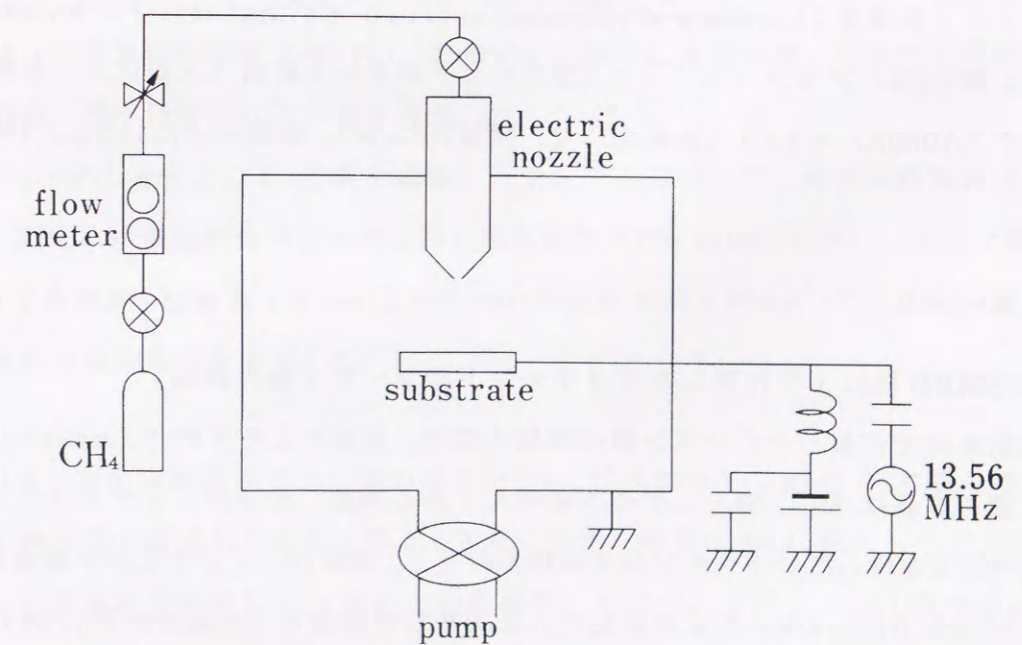 electric
nozzle
flow
meter
substrate
CH4
13.56
MHz
pump